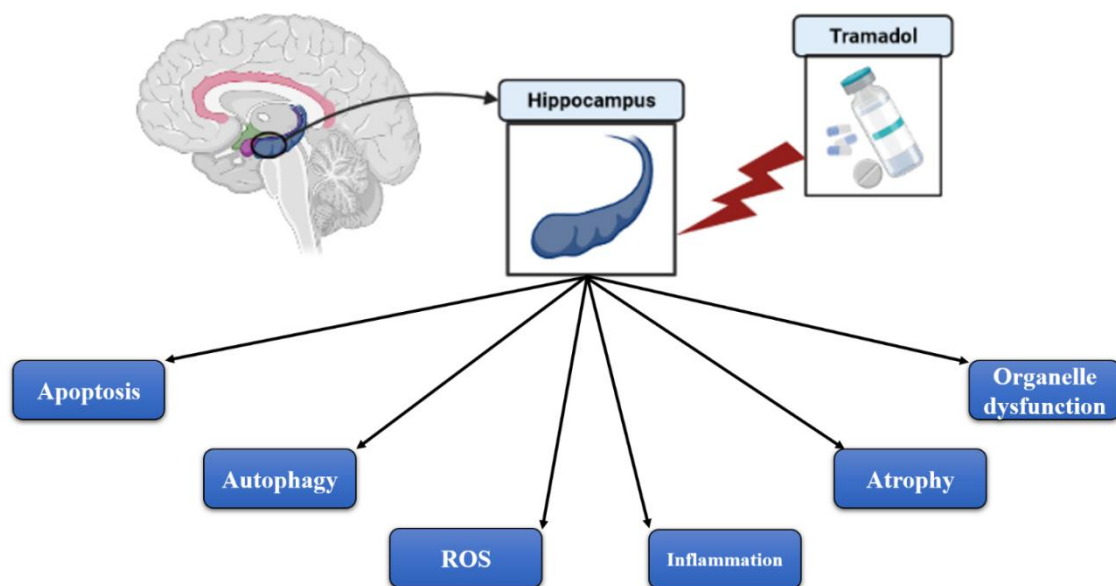 Tramadol
Hippocampus
Apoptosis
Organelle
dysfunction
Autophagy
Atrophy
ROS
Inflammation